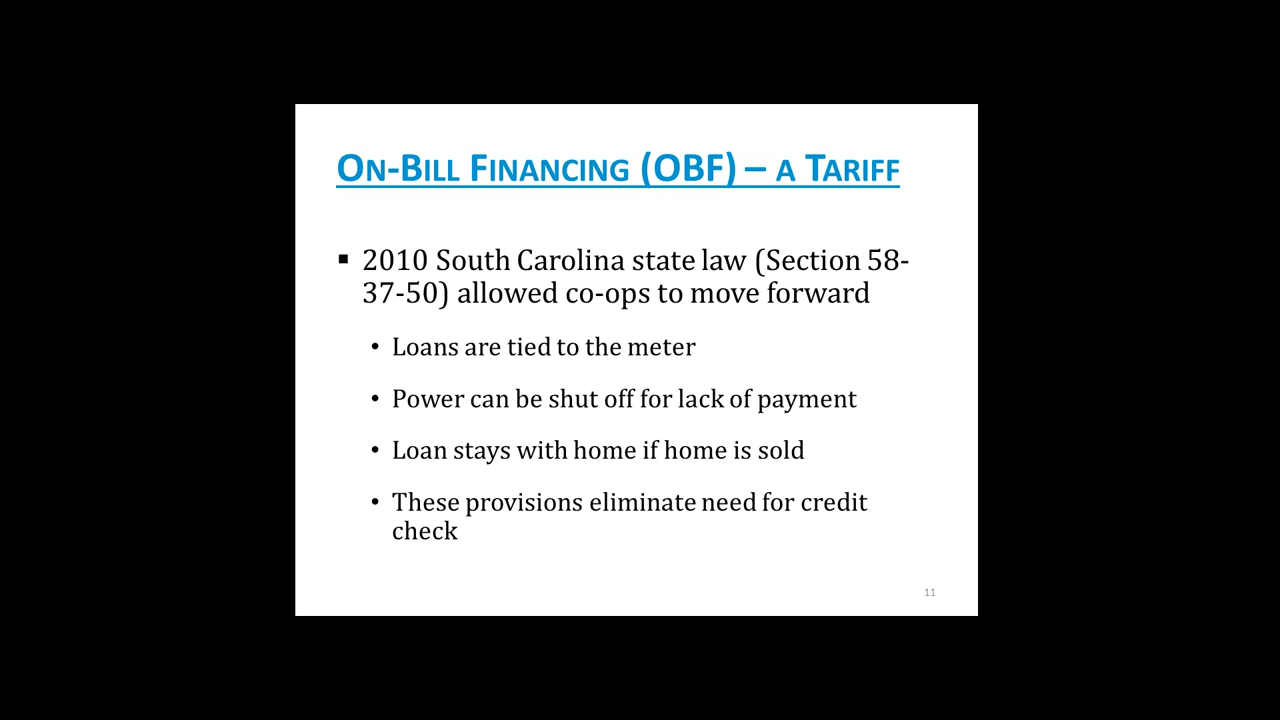 On-Bill Financing (OBF) – a Tariff
▪ 2010 South Carolina state law (Section 58-
37-50) allowed co-ops to move forward
• Loans are tied to the meter
• Power can be shut off for lack of payment
• Loan stays with home if home is sold
• These provisions eliminate need for credit
check
11